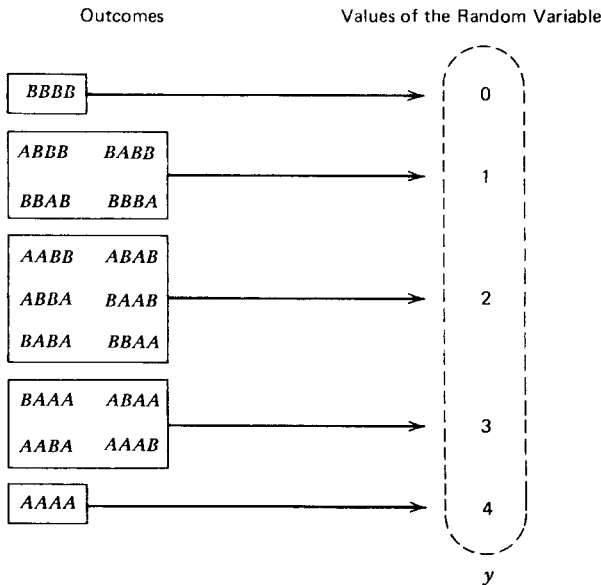 Outcomes Values of the Random Variable
BBBB 0
ABBB BABB
1
BBAB BBBA
AABB ABAB
ABBA BAAB 2
BABA BBAA
BAAA ABAA
3
AABA AAAB
AAAA 4
y